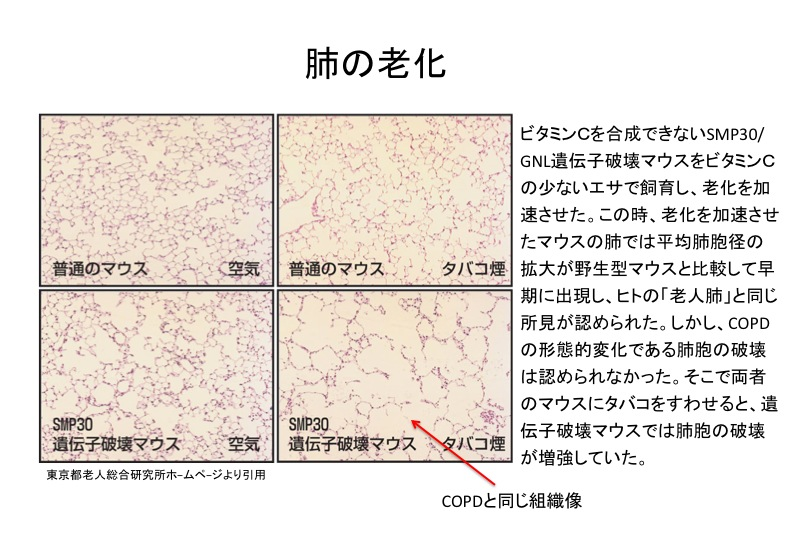 肺の老化
普通のマウス 空気
普通のマウス タバコ煙
SMP30
遺伝子破壊マウス 空気
SMP30
遺伝子破壊マウス タバコ煙
東京都老人総合研究所ホームページより引用
COPDと同じ組織像
ビタミンCを合成できないSMP30/
GNL遺伝子破壊マウスをビタミンC
の少ないエサで飼育し、老化を加
速させた。この時、老化を加速させ
たマウスの肺では平均肺胞径の
拡大が野生型マウスと比較して早
期に出現し、ヒトの「老人肺」と同じ
所見が認められた。しかし、COPD
の形態的変化である肺胞の破壊
は認められなかった。そこで両者
のマウスにタバコをすわせると、遺
伝子破壊マウスでは肺胞の破壊
が増強していた。